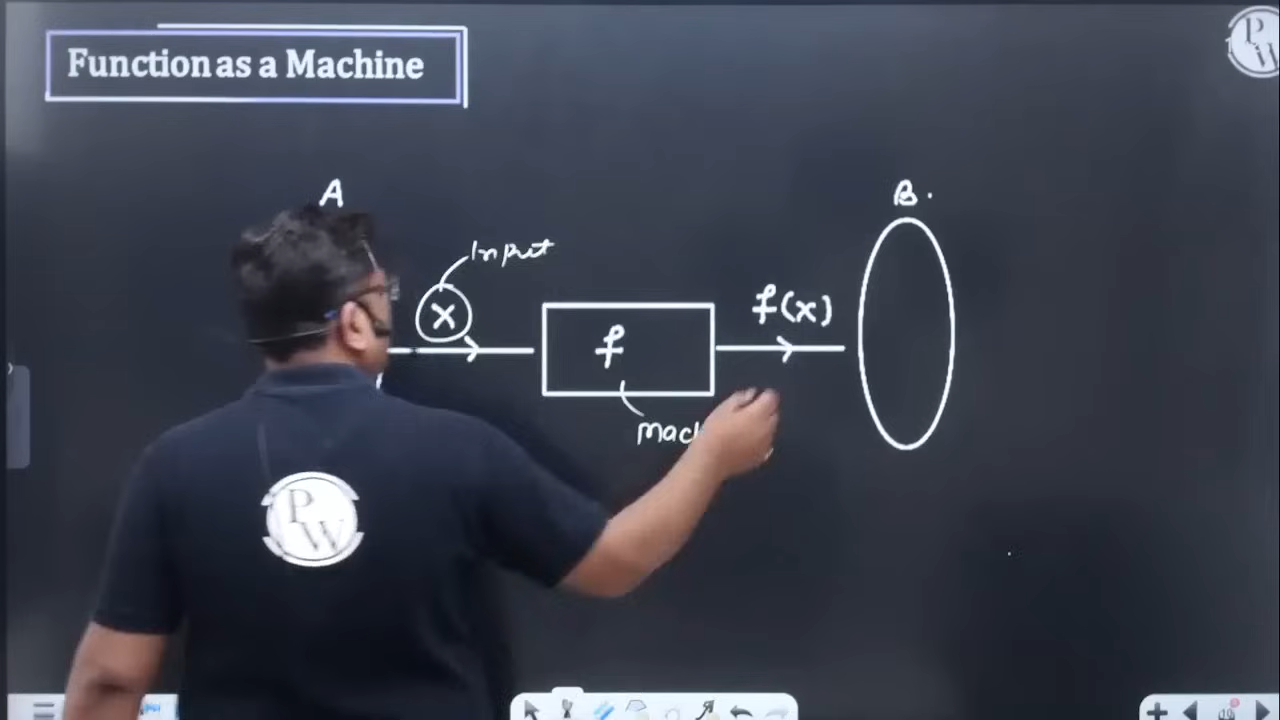 Function as a Machine
PW
A
B.
Input
x
f(x)
f
PW